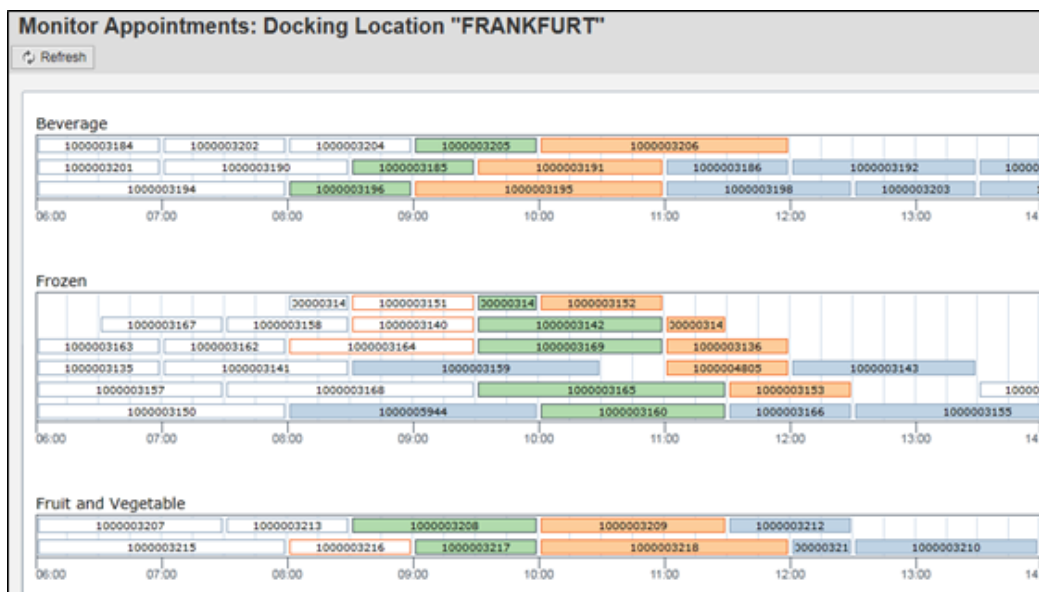 Monitor Appointments: Docking Location "FRANKFURT"
Refresh
Beverage
1000003184 1000003202 1000003204 1000003205 1000003206
1000003201 1000003190 1000003185 1000003191 1000003186 1000003192
1000003194 1000003196 1000003195 1000003198 1000003203
06:00 07:00 08:00 09:00 10:00 11:00 12:00 13:00 14
Frozen
1000003151 1000003152
1000003167 1000003158 1000003140 1000003142
1000003163 1000003162 1000003164 1000003169 1000003136
1000003135 1000003141 1000003159 1000004805 1000003143
1000003157 1000003168 1000003165 1000003153
1000003150 1000005944 1000003160 1000003166 1000003155
06:00 07:00 08:00 09:00 10:00 11:00 12:00 13:00 14
Fruit and Vegetable
1000003207 1000003213 1000003208 1000003209 1000003212
1000003215 1000003216 1000003217 1000003218 1000003210
06:00 07:00 08:00 09:00 10:00 11:00 12:00 13:00 14